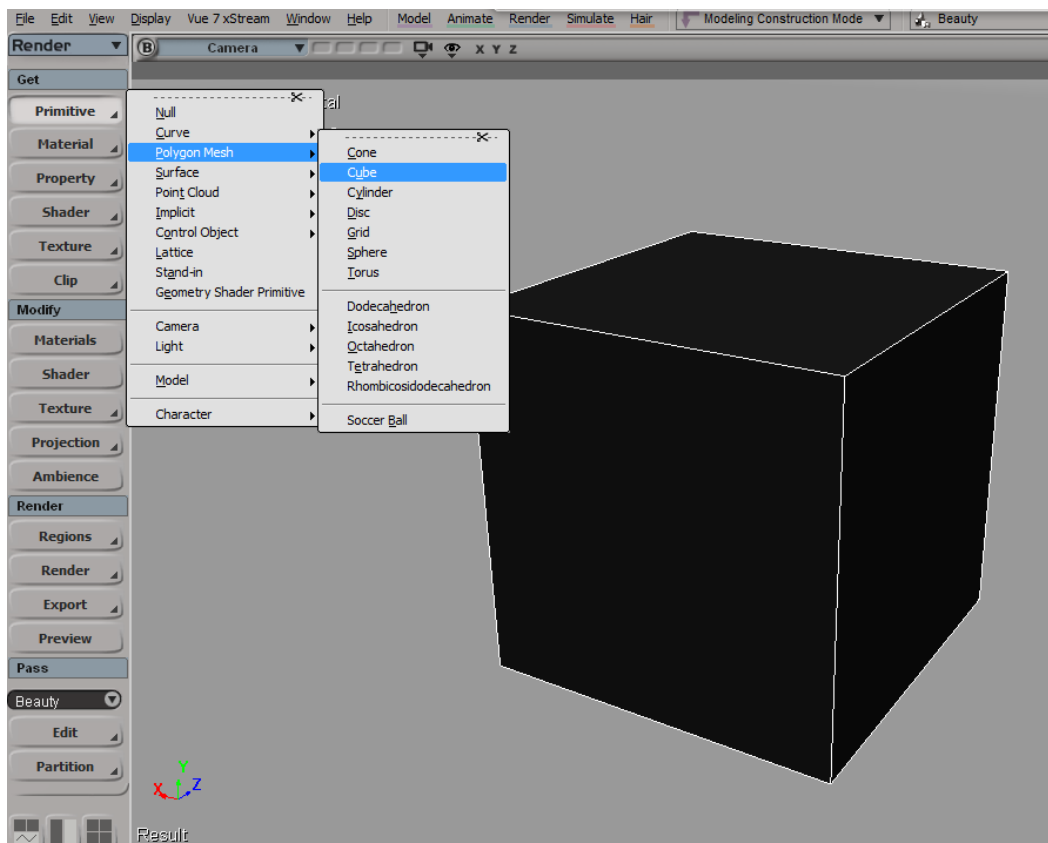 File Edit View Display Vue 7 xStream Window Help Model Animate Render Simulate Hair Modeling Construction Mode Beauty
Render
B Camera X Y Z
Get
Primitive
Material
Property
Shader
Texture
Clip
Modify
Materials
Shader
Texture
Projection
Ambience
Render
Regions
Render
Export
Preview
Pass
Beauty
Edit
Partition
Null
Curve
Polygon Mesh
Surface
Point Cloud
Implicit
Control Object
Lattice
Stand-in
Geometry Shader Primitive
Camera
Light
Model
Character
Cone
Cube
Cylinder
Disc
Grid
Sphere
Torus
Dodecahedron
Icosahedron
Octahedron
Tetrahedron
Rhombicosidodecahedron
Soccer Ball
Y
X Z
Result